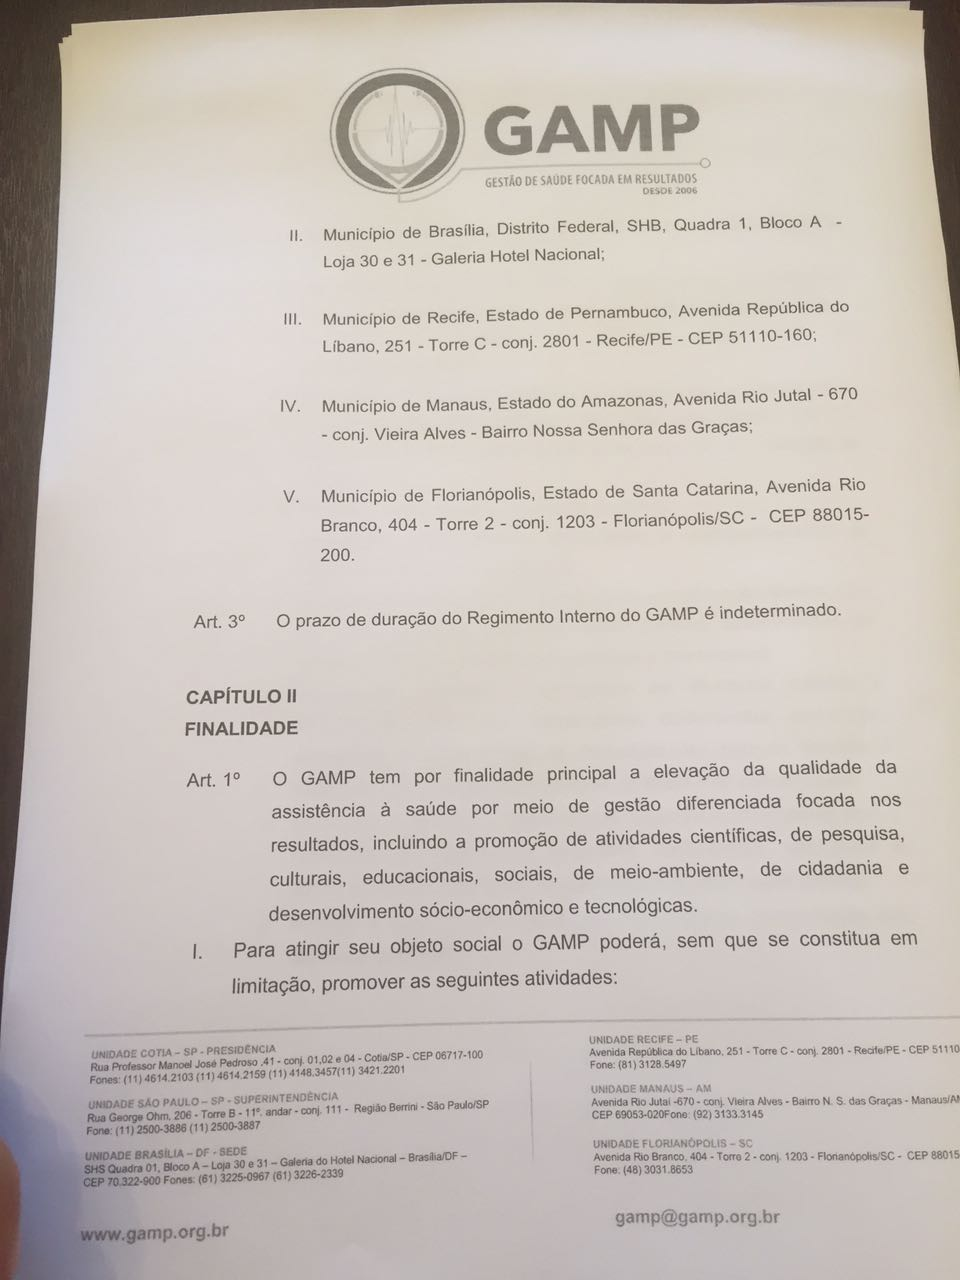 GAMP
GESTÃO DE SAÚDE FOCADA EM RESULTADOS
DESDE 2006
II. Município de Brasília, Distrito Federal, SHB, Quadra 1, Bloco A -
Loja 30 e 31 - Galeria Hotel Nacional;
III. Município de Recife, Estado de Pernambuco, Avenida República do
Líbano, 251 - Torre C - conj. 2801 - Recife/PE - CEP 51110-160;
IV. Município de Manaus, Estado do Amazonas, Avenida Rio Jutal - 670
- conj. Vieira Alves - Bairro Nossa Senhora das Graças;
V. Município de Florianópolis, Estado de Santa Catarina, Avenida Rio
Branco, 404 - Torre 2 - conj. 1203 - Florianópolis/SC - CEP 88015-
200.
Art. 3º O prazo de duração do Regimento Interno do GAMP é indeterminado.
CAPÍTULO II
FINALIDADE
Art. 1º O GAMP tem por finalidade principal a elevação da qualidade da
assistência à saúde por meio de gestão diferenciada focada nos
resultados, incluindo a promoção de atividades científicas, de pesquisa,
culturais, educacionais, sociais, de meio-ambiente, de cidadania e
desenvolvimento sócio-econômico e tecnológicas.
I. Para atingir seu objeto social o GAMP poderá, sem que se constitua em
limitação, promover as seguintes atividades:
UNIDADE COTIA – SP - PRESIDÊNCIA
Rua Professor Manoel José Pedroso ,41 - conj. 01,02 e 04 - Cotia/SP - CEP 06717-100
Fones: (11) 4614.2103 (11) 4614.2159 (11) 4148.3457(11) 3421.2201
UNIDADE SÃO PAULO – SP - SUPERINTENDÊNCIA
Rua George Ohm, 206 - Torre B - 11º. andar - conj. 111 - Região Berrini - São Paulo/SP
Fone: (11) 2500-3886 (11) 2500-3887
UNIDADE BRASÍLIA – DF - SEDE
SHS Quadra 01, Bloco A – Loja 30 e 31 – Galeria do Hotel Nacional – Brasília/DF –
CEP 70.322-900 Fones: (61) 3225-0967 (61) 3226-2339
www.gamp.org.br
UNIDADE RECIFE – PE
Avenida República do Líbano, 251 - Torre C - conj. 2801 - Recife/PE - CEP 51110
Fone: (81) 3128.5497
UNIDADE MANAUS – AM
Avenida Rio Jutaí -670 - conj. Vieira Alves - Bairro N. S. das Graças - Manaus/AM
CEP 69053-020Fone: (92) 3133.3145
UNIDADE FLORIANÓPOLIS – SC
Avenida Rio Branco, 404 - Torre 2 - conj. 1203 - Florianópolis/SC - CEP 88015
Fone: (48) 3031.8653
gamp@gamp.org.br